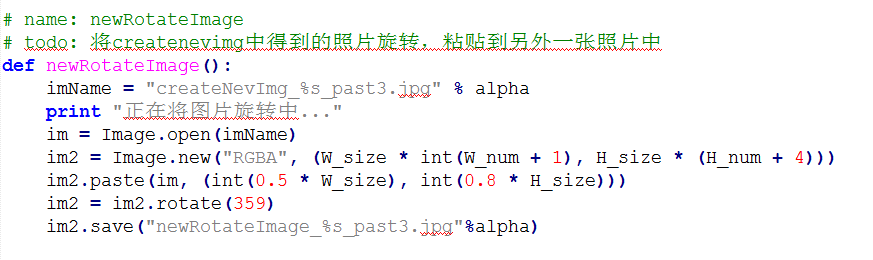 # name: newRotateImage
# todo: 将createnevimg中得到的照片旋转，粘贴到另外一张照片中
def newRotateImage():
    imName = "createNevImg_%s_past3.jpg" % alpha
    print "正在将图片旋转中..."
    im = Image.open(imName)
    im2 = Image.new("RGBA", (W_size * int(W_num + 1), H_size * (H_num + 4)))
    im2.paste(im, (int(0.5 * W_size), int(0.8 * H_size)))
    im2 = im2.rotate(359)
    im2.save("newRotateImage_%s_past3.jpg"%alpha)